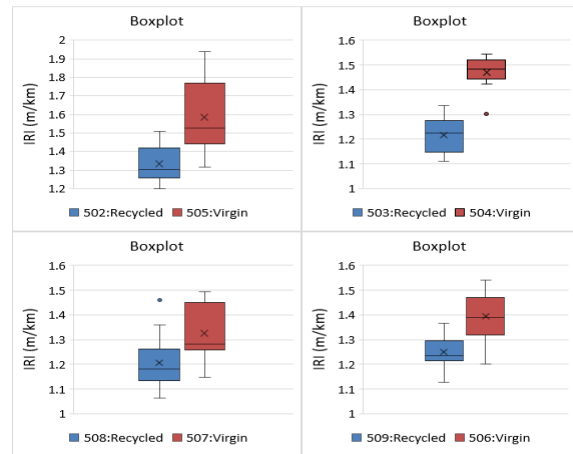 Boxplot
IRI (m/km)
2
1.9
1.8
1.7
1.6
1.5
1.4
1.3
1.2
502:Recycled 505:Virgin
Boxplot
IRI (m/km)
1.6
1.5
1.4
1.3
1.2
1.1
1
503:Recycled 504:Virgin
Boxplot
IRI (m/km)
1.6
1.5
1.4
1.3
1.2
1.1
1
508:Recycled 507:Virgin
Boxplot
IRI (m/km)
1.6
1.5
1.4
1.3
1.2
1.1
1
509:Recycled 506:Virgin